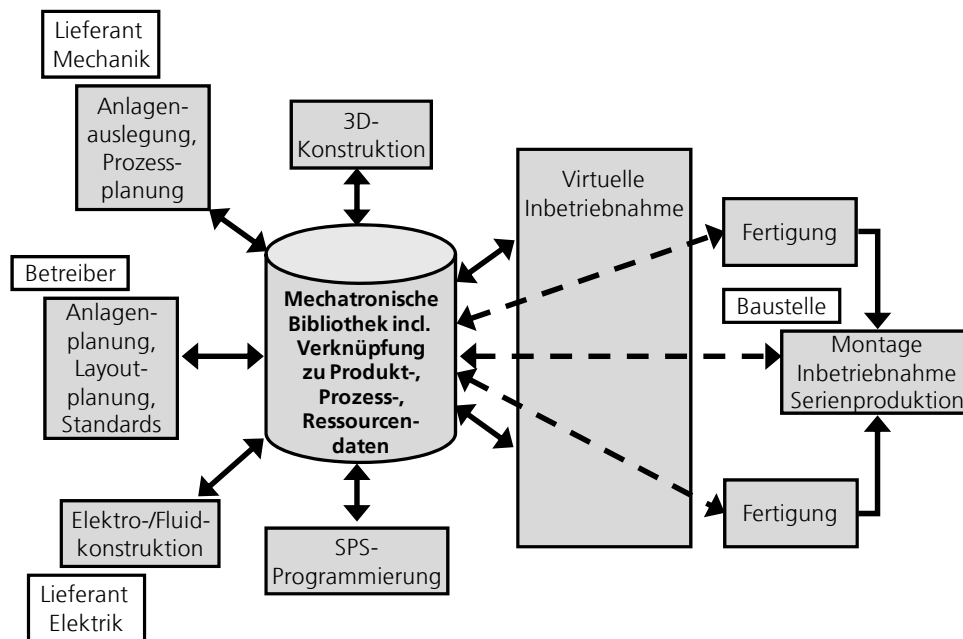 Lieferant
Mechanik
Anlagen-
auslegung,
Prozess-
planung
3D-
Konstruktion
Virtuelle
Inbetriebnahme
Fertigung
Betreiber
Anlagen-
planung,
Layout-
planung,
Standards
Mechatronische
Bibliothek incl.
Verknüpfung
zu Produkt-,
Prozess-,
Ressourcen-
daten
Baustelle
Montage
Inbetriebnahme
Serienproduktion
Elektro-/Fluid-
konstruktion
SPS-
Programmierung
Fertigung
Lieferant
Elektrik